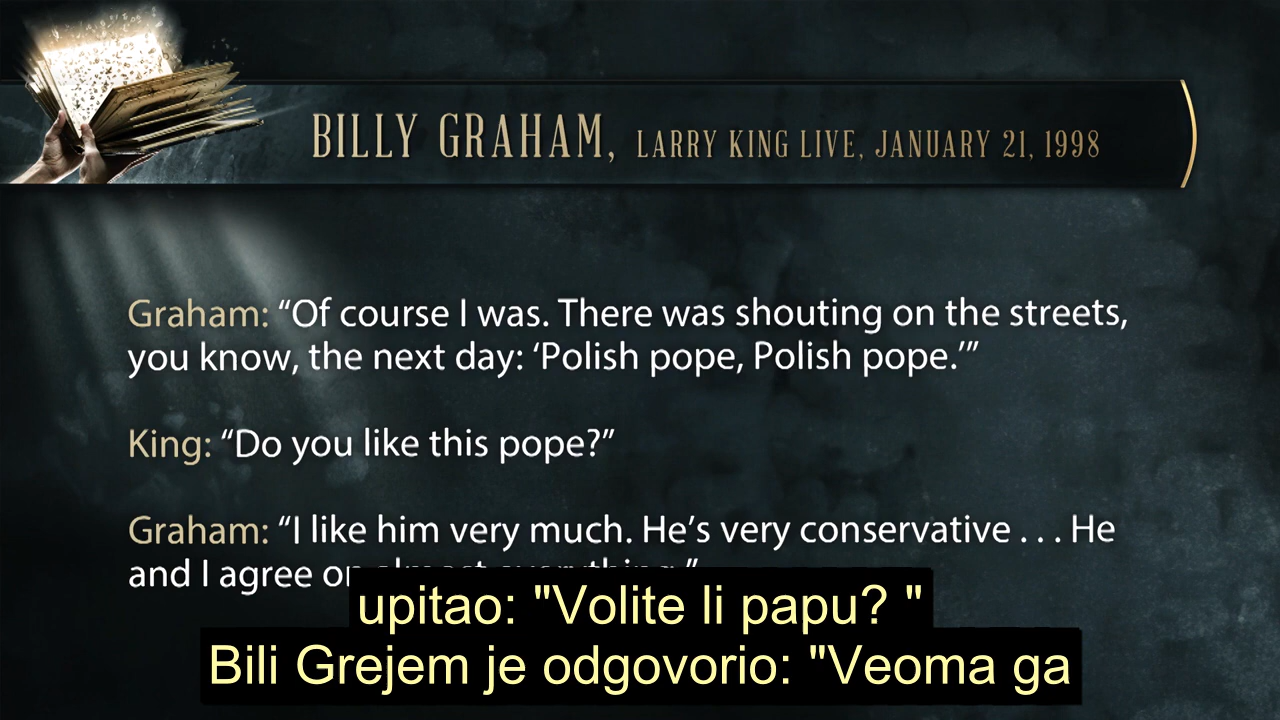 BILLY GRAHAM, LARRY KING LIVE, JANUARY 21, 1998
Graham: “Of course I was. There was shouting on the streets,
you know, the next day: ‘Polish pope, Polish pope.’”
King: “Do you like this pope?”
Graham: “I like him very much. He’s very conservative . . . He
and I agree on almost everything.”
upitao: "Volite li papu? "
Bili Grejem je odgovorio: "Veoma ga